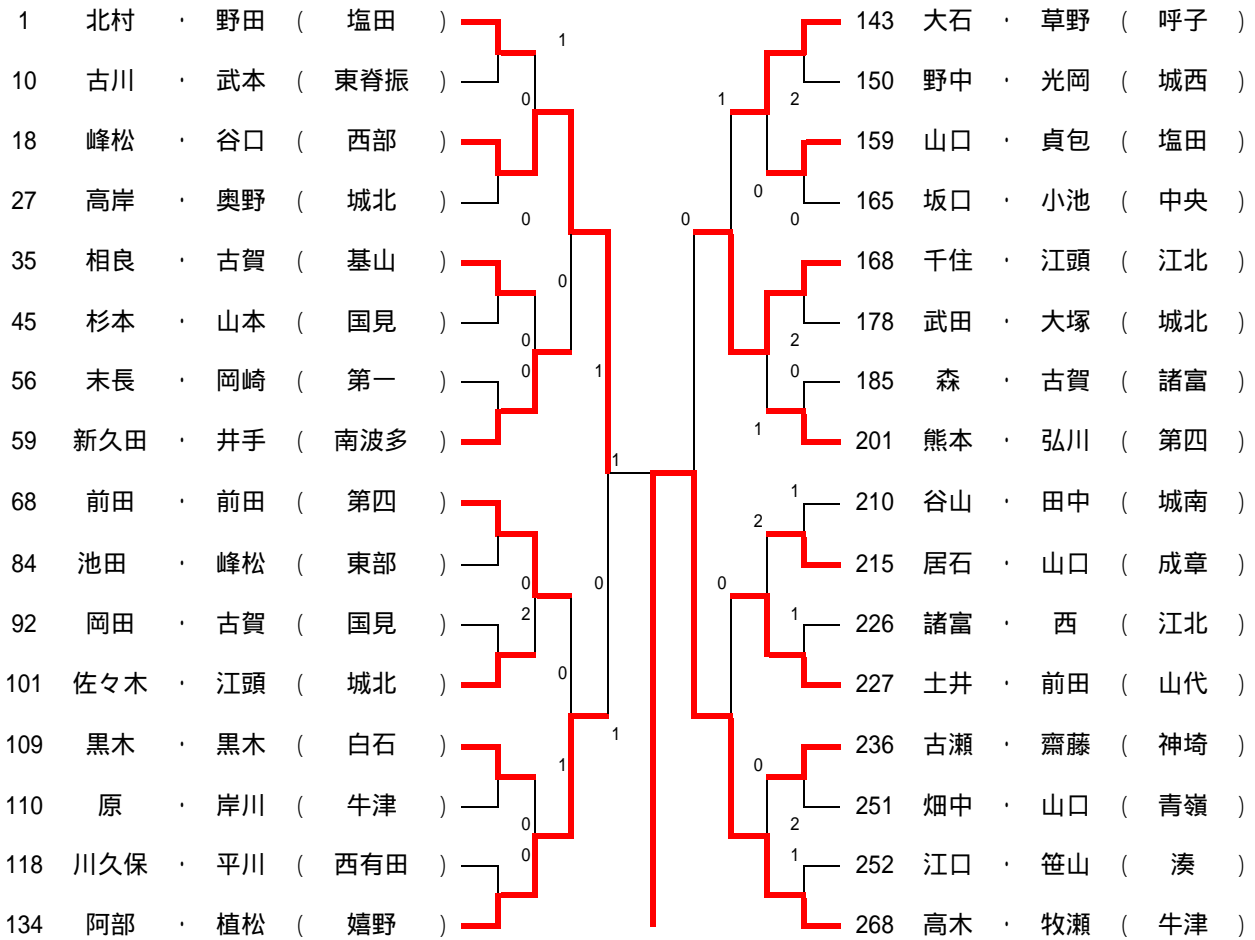 1 北村 ・ 野田 ( 塩田 )
10 古川 ・ 武本 ( 東脊振 )
18 峰松 ・ 谷口 ( 西部 )
27 高岸 ・ 奥野 ( 城北 )
35 相良 ・ 古賀 ( 基山 )
45 杉本 ・ 山本 ( 国見 )
56 末長 ・ 岡崎 ( 第一 )
59 新久田 ・ 井手 ( 南波多 )
68 前田 ・ 前田 ( 第四 )
84 池田 ・ 峰松 ( 東部 )
92 岡田 ・ 古賀 ( 国見 )
101 佐々木 ・ 江頭 ( 城北 )
109 黒木 ・ 黒木 ( 白石 )
110 原 ・ 岸川 ( 牛津 )
118 川久保 ・ 平川 ( 西有田 )
134 阿部 ・ 植松 ( 嬉野 )
1
0
0
0
0
0
1
1
0
2
0
0
1
1
0
0
143 大石 ・ 草野 ( 呼子 )
150 野中 ・ 光岡 ( 城西 )
159 山口 ・ 貞包 ( 塩田 )
165 坂口 ・ 小池 ( 中央 )
168 千住 ・ 江頭 ( 江北 )
178 武田 ・ 大塚 ( 城北 )
185 森 ・ 古賀 ( 諸富 )
201 熊本 ・ 弘川 ( 第四 )
210 谷山 ・ 田中 ( 城南 )
215 居石 ・ 山口 ( 成章 )
226 諸富 ・ 西 ( 江北 )
227 土井 ・ 前田 ( 山代 )
236 古瀬 ・ 齋藤 ( 神埼 )
251 畑中 ・ 山口 ( 青嶺 )
252 江口 ・ 笹山 ( 湊 )
268 高木 ・ 牧瀬 ( 牛津 )
1
2
0
0
0
2
0
1
1
2
0
1
0
2
1